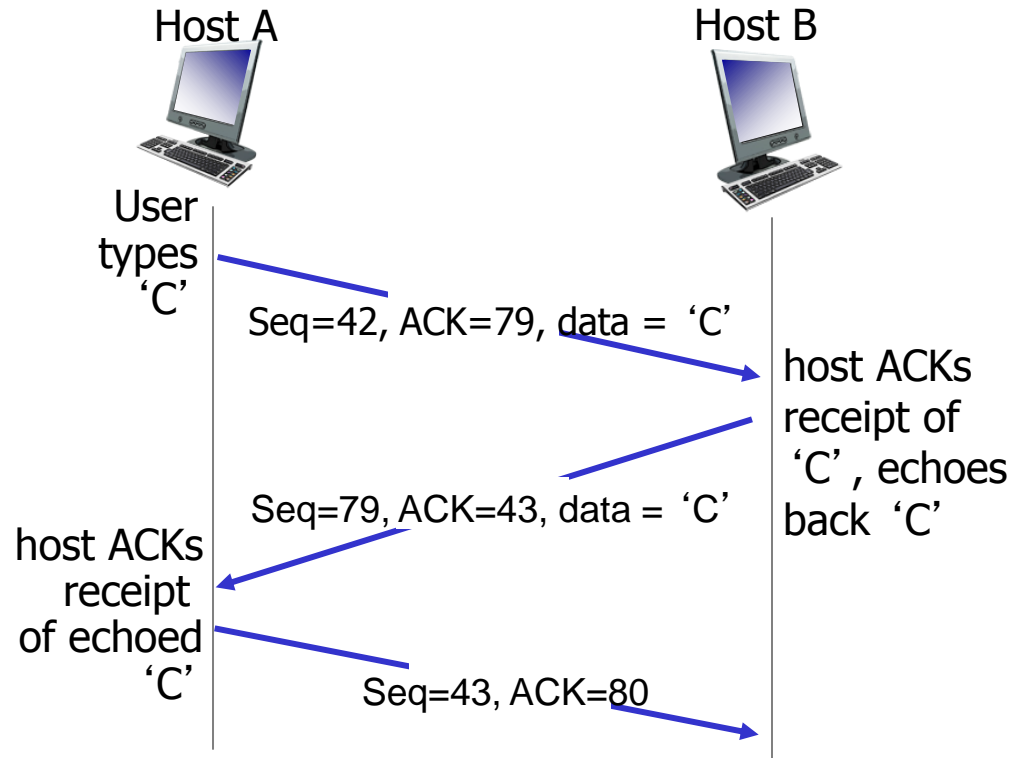 Host A
Host B
User
types
‘C’
Seq=42, ACK=79, data = ‘C’
host ACKs
receipt of
‘C’, echoes
back ‘C’
Seq=79, ACK=43, data = ‘C’
host ACKs
receipt
of echoed
‘C’
Seq=43, ACK=80